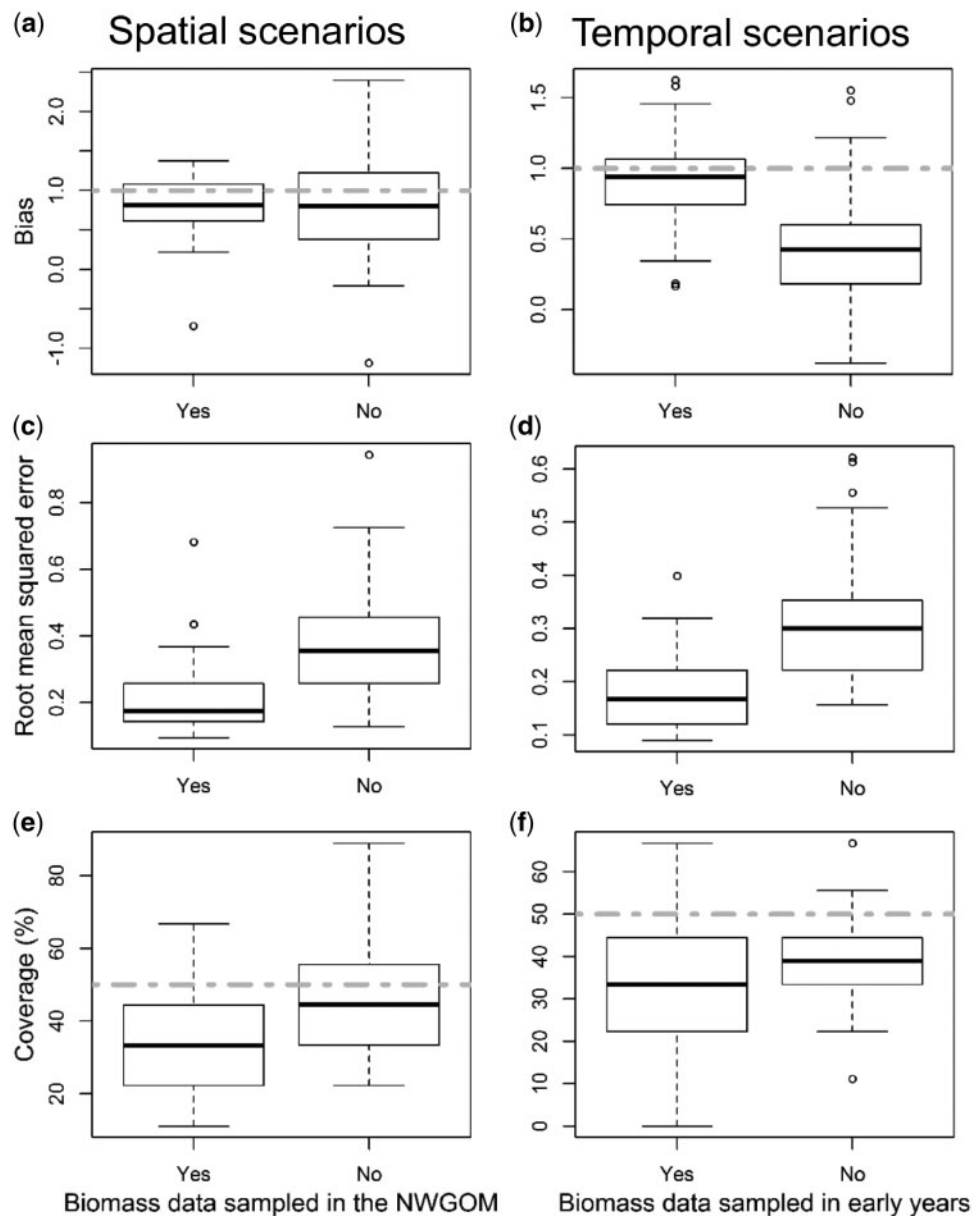 (a) Spatial scenarios
(b) Temporal scenarios
Bias
2.0
1.0
0.0
-1.0
Yes No
1.5
1.0
0.5
0.0
Yes No
(c)
Root mean squared error
0.8
0.6
0.4
0.2
Yes No
(d)
0.6
0.5
0.4
0.3
0.2
0.1
Yes No
(e)
Coverage (%)
80
60
40
20
Yes No
Biomass data sampled in the NWGOM
(f)
60
50
40
30
20
10
0
Yes No
Biomass data sampled in early years